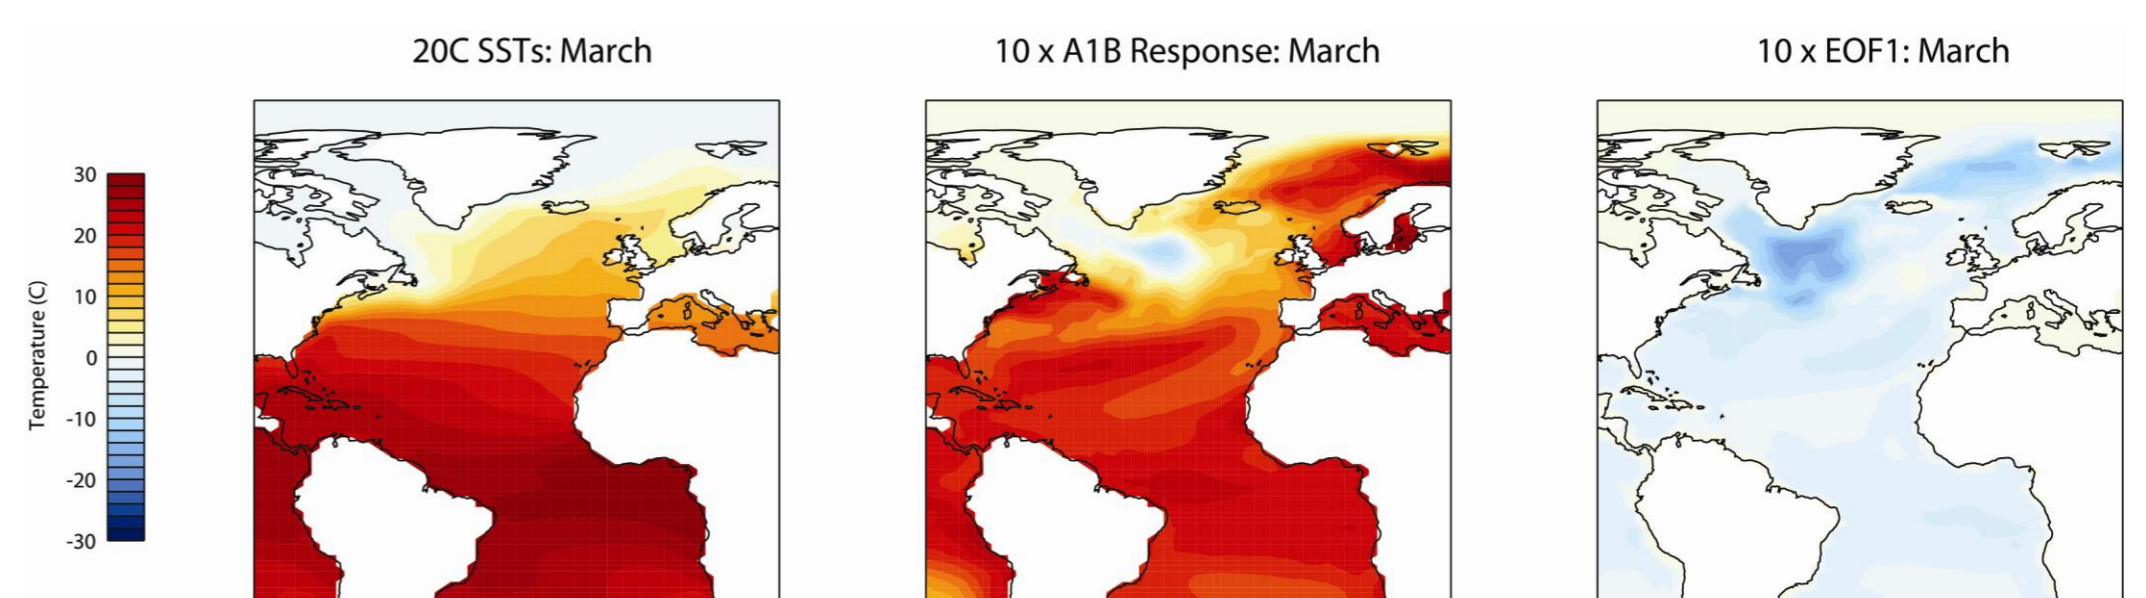 20C SSTs: March
10 x A1B Response: March
10 x EOF1: March
Temperature (C)
30
20
10
0
-10
-20
-30